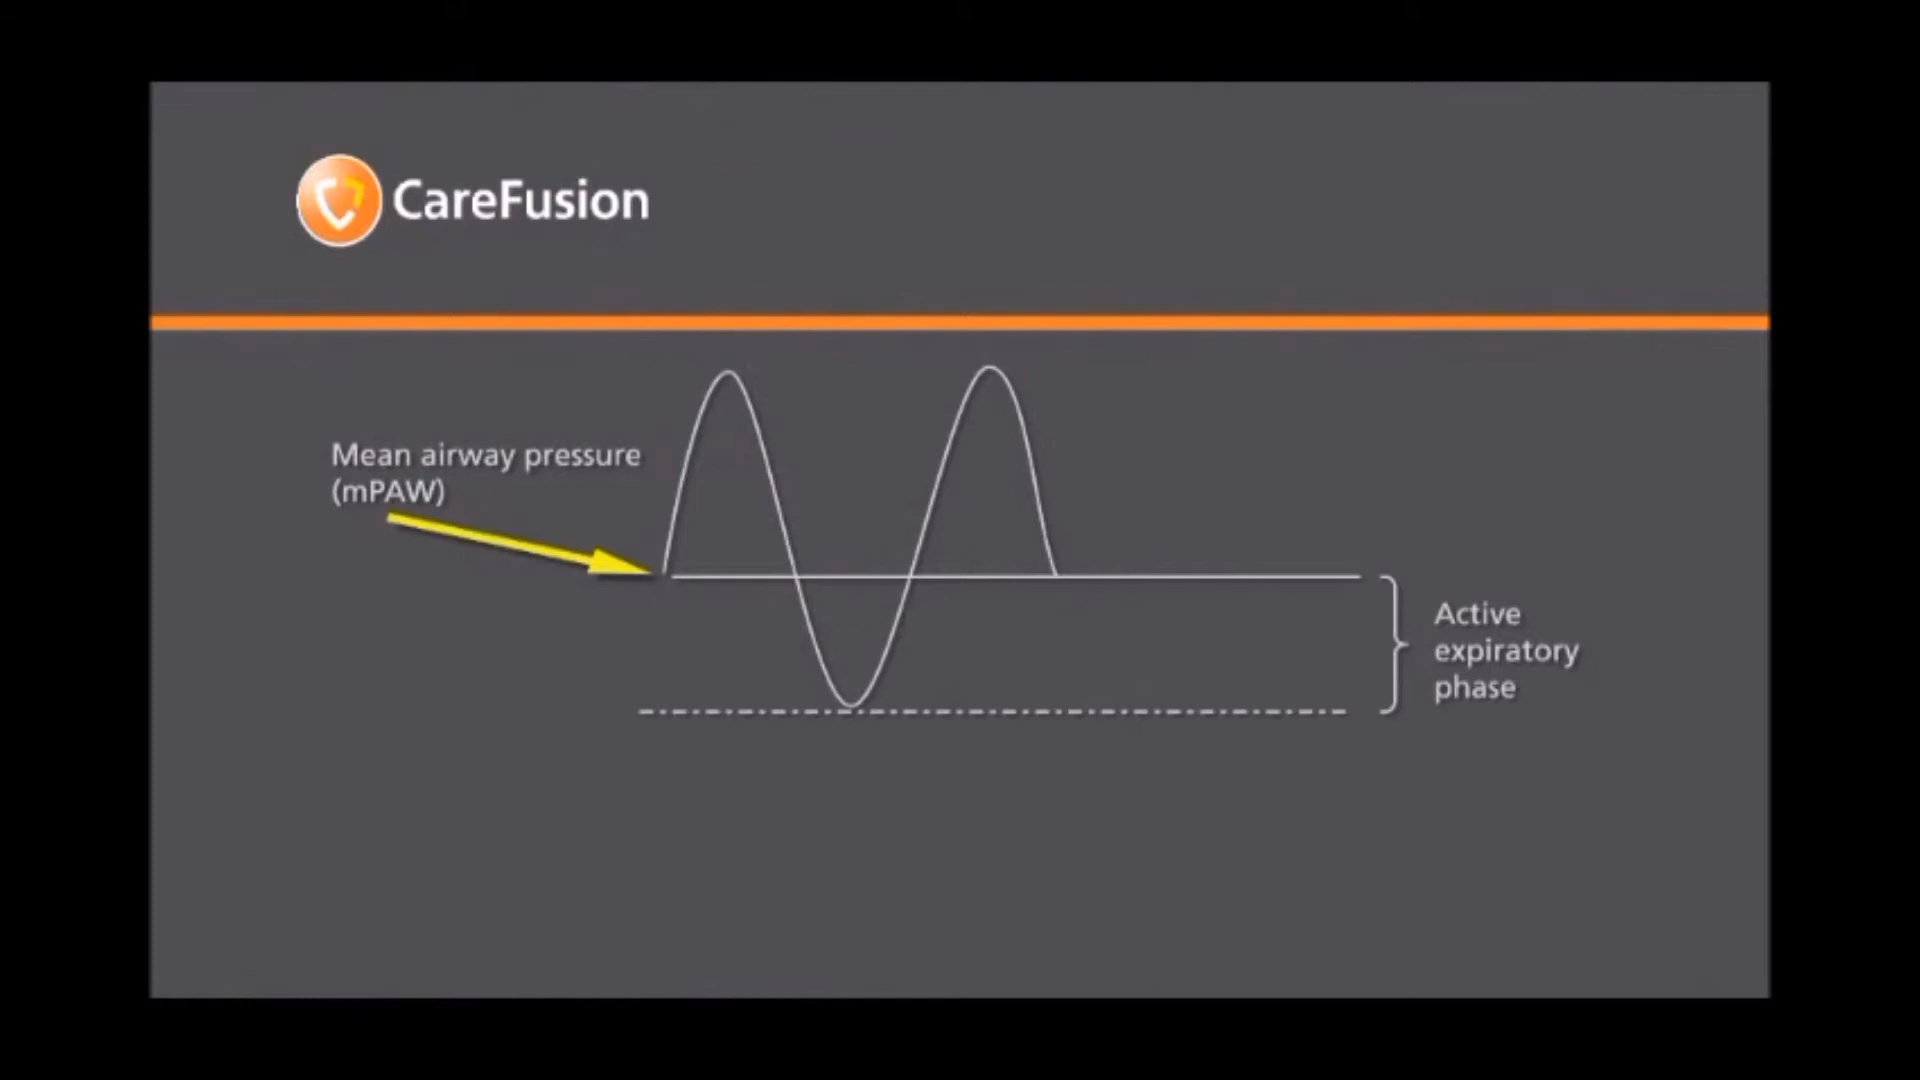 CareFusion
Mean airway pressure
(mPAW)
Active
expiratory
phase